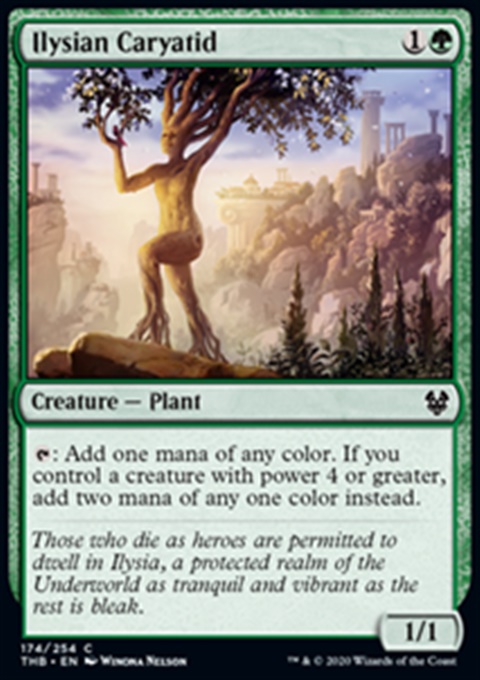 Ilysian Caryatid 1
Creature — Plant
: Add one mana of any color. If you
control a creature with power 4 or greater,
add two mana of any one color instead.
Those who die as heroes are permitted to
dwell in Ilysia, a protected realm of the
Underworld as tranquil and vibrant as the
rest is bleak.
1/1
174/254 C
THB • EN Winona Nelson
™ & © 2020 Wizards of the Coast